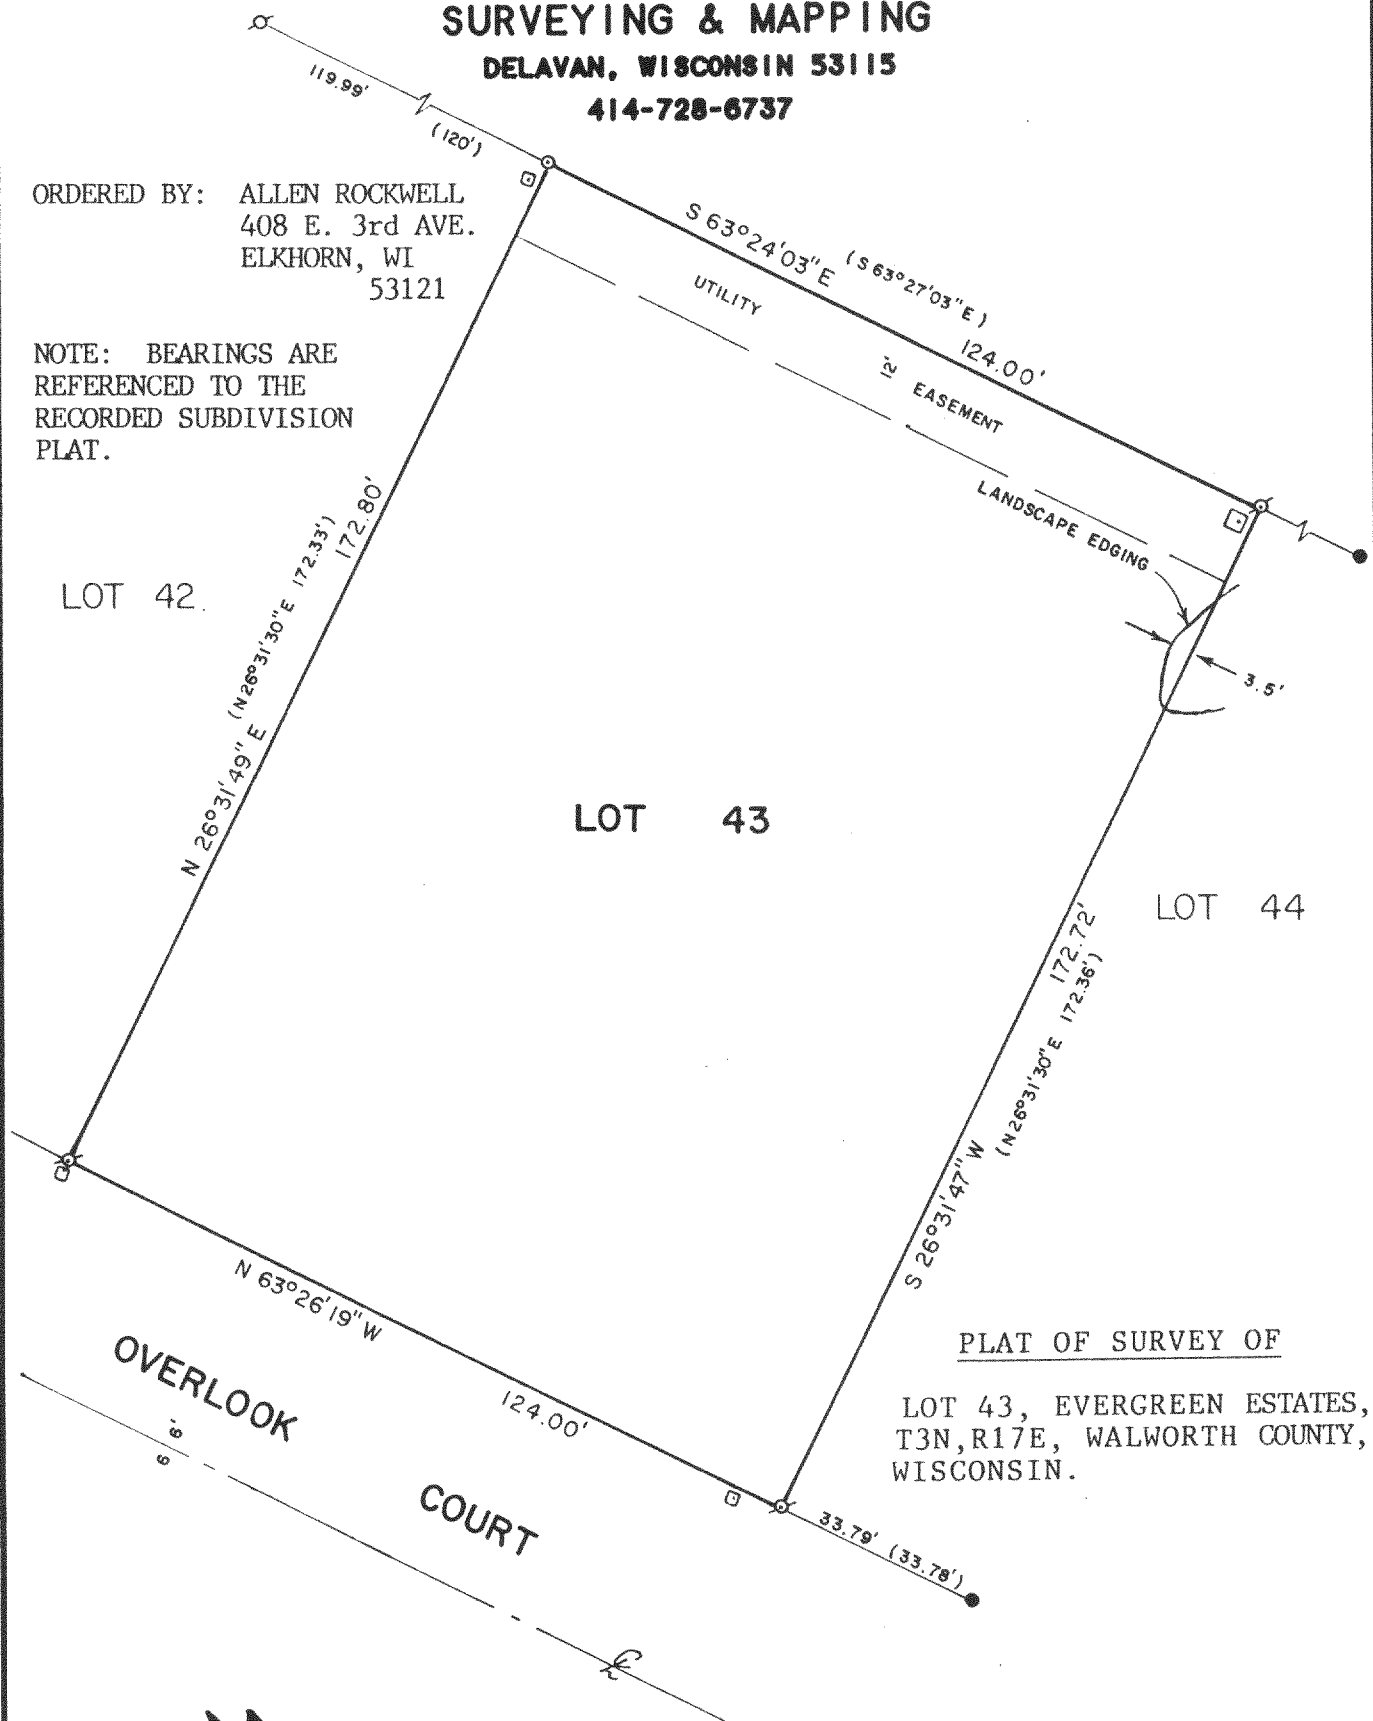 SURVEYING & MAPPING
DELAVAN, WISCONSIN 53115
414-728-6737
119.99'
(120')
ORDERED BY: ALLEN ROCKWELL
408 E. 3rd AVE.
ELKHORN, WI
53121
S 63°24'03"E
(S 63°27'03"E)
124.00'
UTILITY
12'
EASEMENT
NOTE: BEARINGS ARE
REFERENCED TO THE
RECORDED SUBDIVISION
PLAT.
LANDSCAPE EDGING
3.5'
172.80'
(N26°31'30"E 172.33')
N 26°31'49" E
LOT 42
LOT 43
LOT 44
172.72'
(N26°31'30"E 172.36')
S 26°31'47" W
N 63°26'19" W
124.00'
OVERLOOK
66'
COURT
33.79' (33.78')
PLAT OF SURVEY OF
LOT 43, EVERGREEN ESTATES,
T3N,R17E, WALWORTH COUNTY,
WISCONSIN.